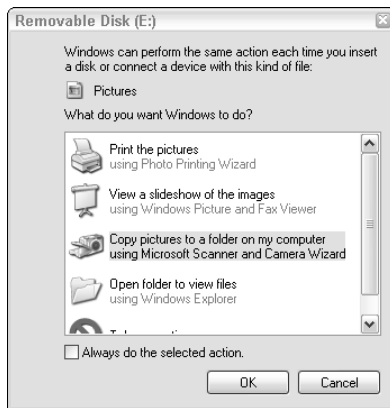 Removable Disk (E:)
Windows can perform the same action each time you insert
a disk or connect a device with this kind of file:
Pictures
What do you want Windows to do?
Print the pictures
using Photo Printing Wizard
View a slideshow of the images
using Windows Picture and Fax Viewer
Copy pictures to a folder on my computer
using Microsoft Scanner and Camera Wizard
Open folder to view files
using Windows Explorer
Always do the selected action.
OK
Cancel